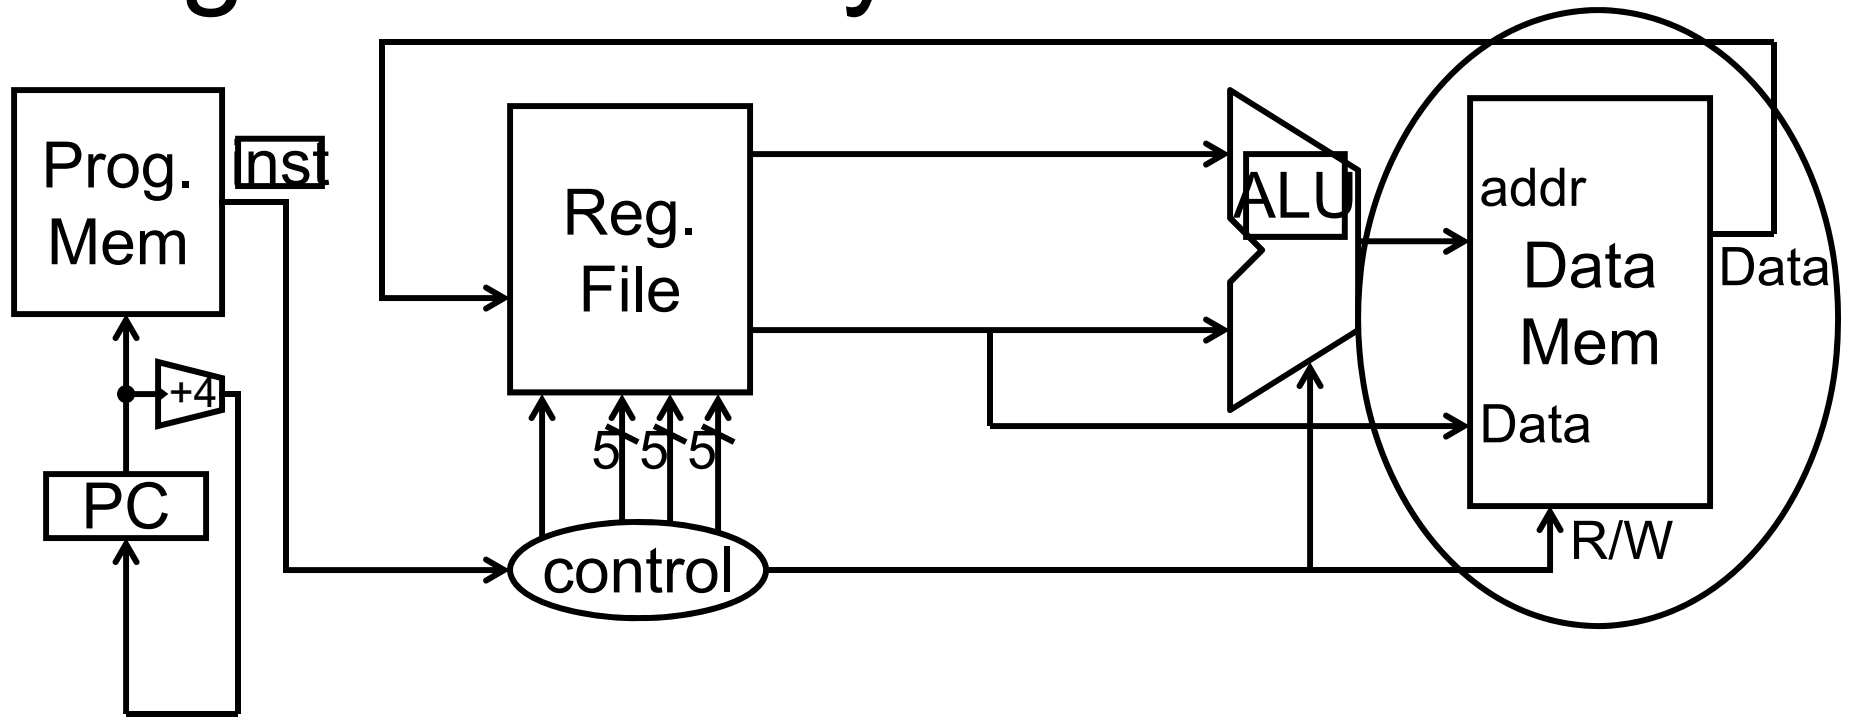 Prog.
Mem
inst
Reg.
File
ALU
addr
Data
Mem
Data
Data
+4
PC
5
5
5
control
R/W